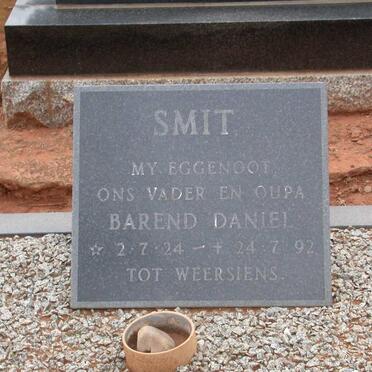 SMIT
MY EGGENOOT
ONS VADER EN OUPA
BAREND DANIEL
☆ 2·7·24 – † 24·7·92
TOT WEERSIENS.